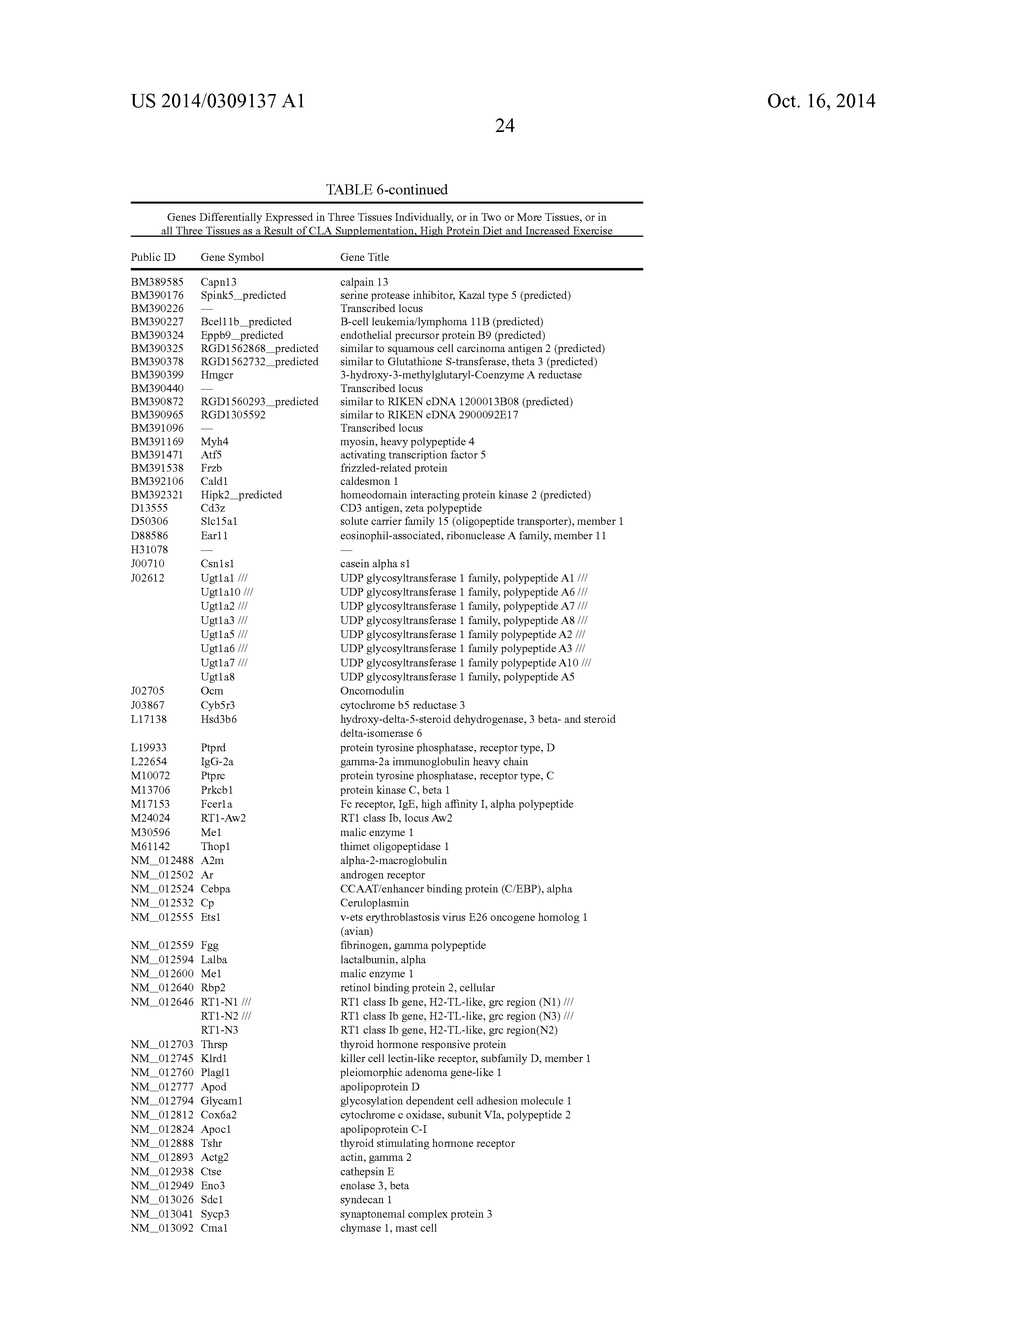 US 2014/0309137 A1 Oct. 16, 2014
24
TABLE 6-continued
Genes Differentially Expressed in Three Tissues Individually, or in Two or More Tissues, or in
all Three Tissues as a Result of CLA Supplementation, High Protein Diet and Increased Exercise
Public ID Gene Symbol Gene Title
BM389585 Capn13 calpain 13
BM390176 Spink5_predicted serine protease inhibitor, Kazal type 5 (predicted)
BM390226 — Transcribed locus
BM390227 Bcel11b_predicted B-cell leukemia/lymphoma 11B (predicted)
BM390324 Eppb9_predicted endothelial precursor protein B9 (predicted)
BM390325 RGD1562868_predicted similar to squamous cell carcinoma antigen 2 (predicted)
BM390378 RGD1562732_predicted similar to Glutathione S-transferase, theta 3 (predicted)
BM390399 Hmgcr 3-hydroxy-3-methylglutaryl-Coenzyme A reductase
BM390440 — Transcribed locus
BM390872 RGD1560293_predicted similar to RIKEN cDNA 1200013B08 (predicted)
BM390965 RGD1305592 similar to RIKEN cDNA 2900092E17
BM391096 — Transcribed locus
BM391169 Myh4 myosin, heavy polypeptide 4
BM391471 Atf5 activating transcription factor 5
BM391538 Frzb frizzled-related protein
BM392106 Cald1 caldesmon 1
BM392321 Hipk2_predicted homeodomain interacting protein kinase 2 (predicted)
D13555 Cd3z CD3 antigen, zeta polypeptide
D50306 Slc15a1 solute carrier family 15 (oligopeptide transporter), member 1
D88586 Ear11 eosinophil-associated, ribonuclease A family, member 11
H31078 — —
J00710 Csn1s1 casein alpha s1
J02612 Ugt1a1 /// UDP glycosyltransferase 1 family, polypeptide A1 ///
Ugt1a10 /// UDP glycosyltransferase 1 family, polypeptide A6 ///
Ugt1a2 /// UDP glycosyltransferase 1 family, polypeptide A7 ///
Ugt1a3 /// UDP glycosyltransferase 1 family, polypeptide A8 ///
Ugt1a5 /// UDP glycosyltransferase 1 family polypeptide A2 ///
Ugt1a6 /// UDP glycosyltransferase 1 family, polypeptide A3 ///
Ugt1a7 /// UDP glycosyltransferase 1 family polypeptide A10 ///
Ugt1a8 UDP glycosyltransferase 1 family, polypeptide A5
J02705 Ocm Oncomodulin
J03867 Cyb5r3 cytochrome b5 reductase 3
L17138 Hsd3b6 hydroxy-delta-5-steroid dehydrogenase, 3 beta- and steroid
delta-isomerase 6
L19933 Ptprd protein tyrosine phosphatase, receptor type, D
L22654 IgG-2a gamma-2a immunoglobulin heavy chain
M10072 Ptprc protein tyrosine phosphatase, receptor type, C
M13706 Prkcb1 protein kinase C, beta 1
M17153 Fcer1a Fc receptor, IgE, high affinity I, alpha polypeptide
M24024 RT1-Aw2 RT1 class Ib, locus Aw2
M30596 Me1 malic enzyme 1
M61142 Thop1 thimet oligopeptidase 1
NM_012488 A2m alpha-2-macroglobulin
NM_012502 Ar androgen receptor
NM_012524 Cebpa CCAAT/enhancer binding protein (C/EBP), alpha
NM_012532 Cp Ceruloplasmin
NM_012555 Ets1 v-ets erythroblastosis virus E26 oncogene homolog 1
(avian)
NM_012559 Fgg fibrinogen, gamma polypeptide
NM_012594 Lalba lactalbumin, alpha
NM_012600 Me1 malic enzyme 1
NM_012640 Rbp2 retinol binding protein 2, cellular
NM_012646 RT1-N1 /// RT1 class Ib gene, H2-TL-like, grc region (N1) ///
RT1-N2 /// RT1 class Ib gene, H2-TL-like, grc region (N3) ///
RT1-N3 RT1 class Ib gene, H2-TL-like, grc region(N2)
NM_012703 Thrsp thyroid hormone responsive protein
NM_012745 Klrd1 killer cell lectin-like receptor, subfamily D, member 1
NM_012760 Plagl1 pleiomorphic adenoma gene-like 1
NM_012777 Apod apolipoprotein D
NM_012794 Glycam1 glycosylation dependent cell adhesion molecule 1
NM_012812 Cox6a2 cytochrome c oxidase, subunit VIa, polypeptide 2
NM_012824 Apoc1 apolipoprotein C-I
NM_012888 Tshr thyroid stimulating hormone receptor
NM_012893 Actg2 actin, gamma 2
NM_012938 Ctse cathepsin E
NM_012949 Eno3 enolase 3, beta
NM_013026 Sdc1 syndecan 1
NM_013041 Sycp3 synaptonemal complex protein 3
NM_013092 Cma1 chymase 1, mast cell